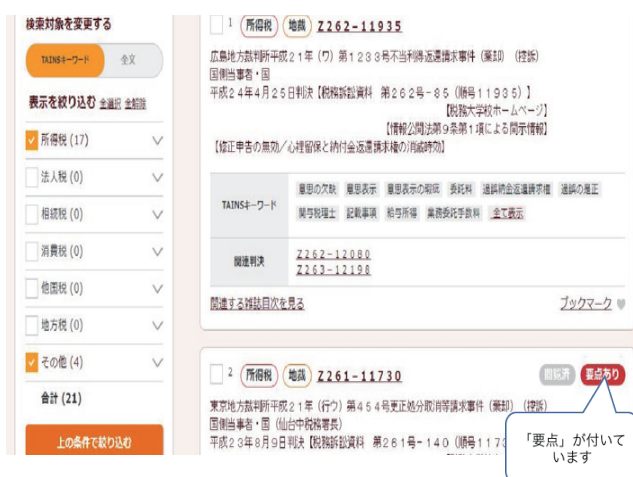 検索対象を変更する
TAINSキーワード 全文
表示を絞り込む 全選択 全解除
所得税 (17)
法人税 (0)
相続税 (0)
消費税 (0)
他国税 (0)
地方税 (0)
その他 (4)
合計 (21)
上の条件で絞り込む
1 所得税 地裁 Z262-11935
広島地方裁判所平成21年（ワ）第1233号不当利得返還請求事件（棄却）（控訴）
国側当事者・国
平成24年4月25日判決【税務訴訟資料 第262号-85（順号11935）】
【税務大学校ホームページ】
【情報公開法第9条第1項による開示情報】
【修正申告の無効／心裡留保と納付金返還請求権の消滅時効】
TAINSキーワード
意思の欠缺 意思表示 意思表示の瑕疵 委託料 過誤納金返還請求権 過誤の是正
関与税理士 記載事項 給与所得 業務委託手数料 全て表示
関連判決
Z262-12080
Z263-12198
関連する雑誌目次を見る
ブックマーク
2 所得税 地裁 Z261-11730
閲覧済 要点あり
東京地方裁判所平成21年（行ウ）第454号更正処分取消等請求事件（棄却）（控訴）
国側当事者・国（仙台中税務署長）
平成23年8月9日判決【税務訴訟資料 第261号-140（順号1173
「要点」が付いて
います